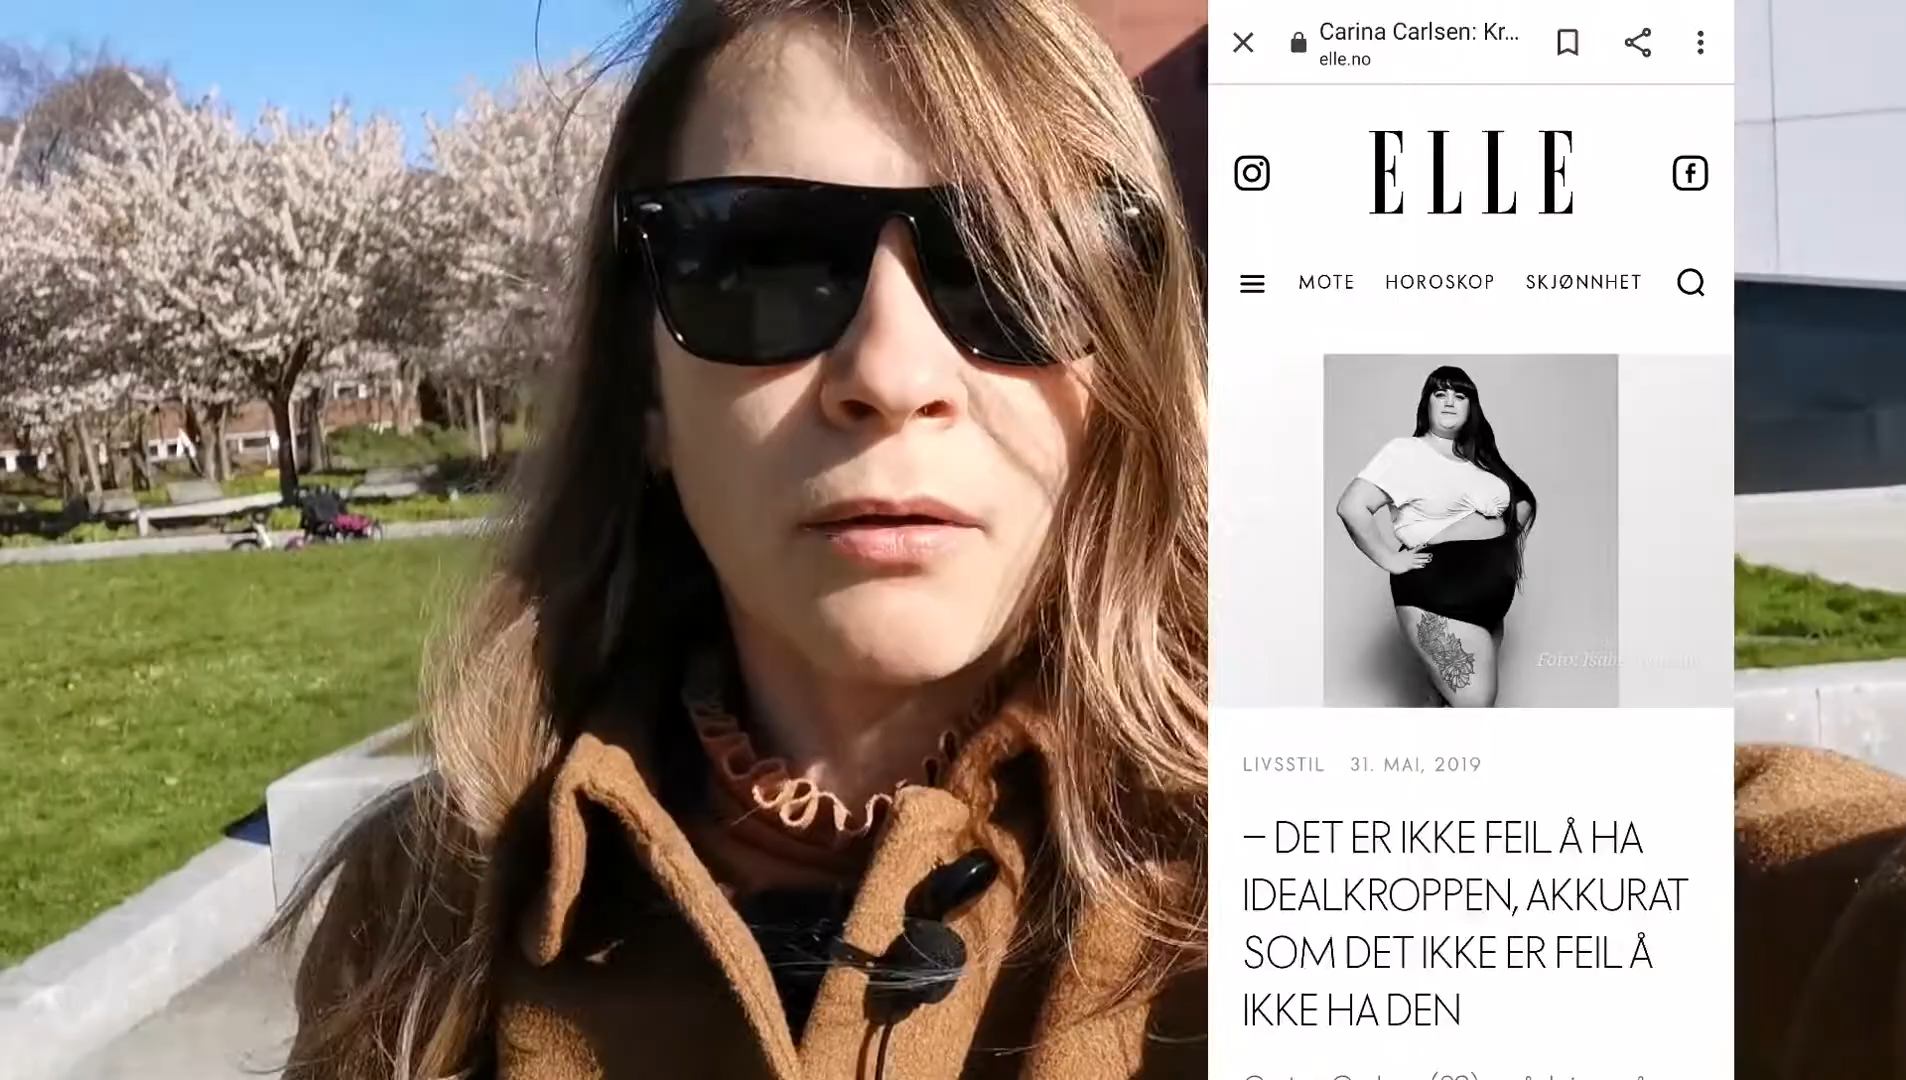 Carina Carlsen: Kr...
elle.no
ELLE
MOTE HOROSKOP SKJØNNHET
Foto:
LIVSSTIL 31. MAI, 2019
– DET ER IKKE FEIL Å HA
IDEALKROPPEN, AKKURAT
SOM DET IKKE ER FEIL Å
IKKE HA DEN